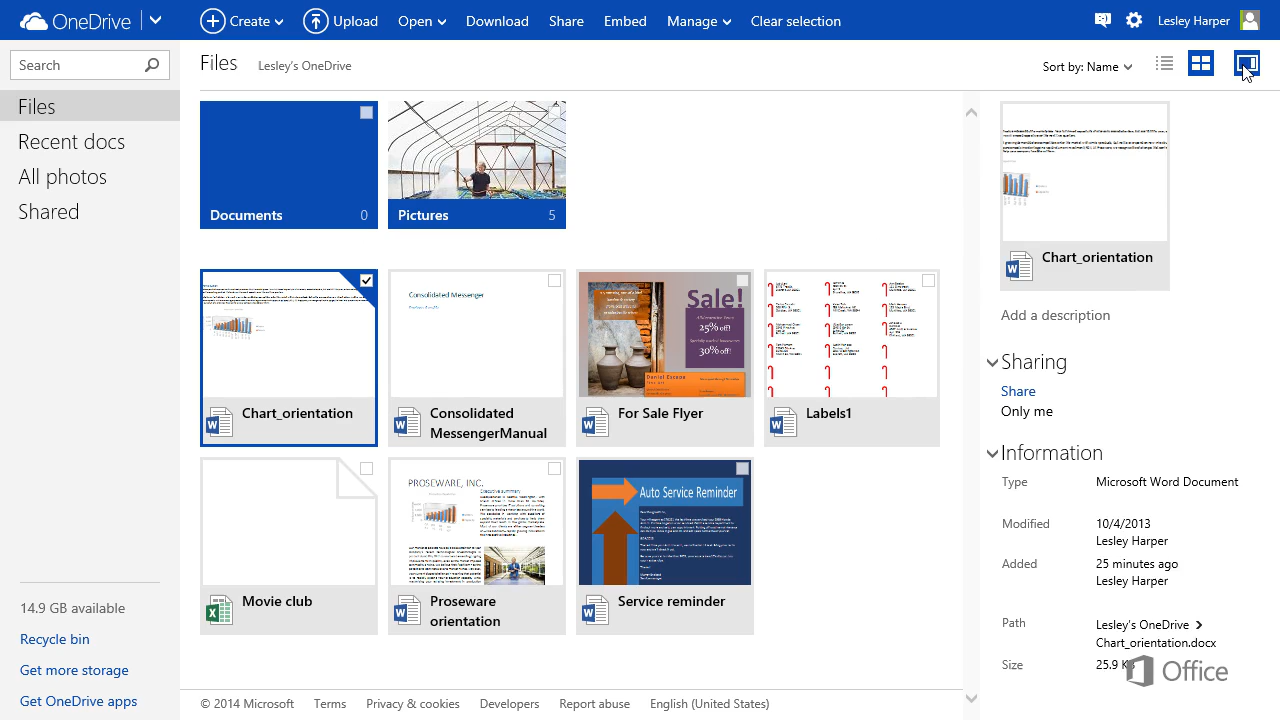 OneDrive
Create
Upload
Open
Download
Share
Embed
Manage
Clear selection
Lesley Harper
Search
Files
Lesley's OneDrive
Sort by: Name
Files
Recent docs
All photos
Shared
Documents 0
Pictures 5
Chart_orientation
Consolidated Messenger
Consolidated
MessengerManual
Sale!
25% off!
30% off!
For Sale Flyer
Labels1
Movie club
PROSEWARE, INC.
Executive summary
Proseware
orientation
Auto Service Reminder
Service reminder
Chart_orientation
Add a description
Sharing
Share
Only me
Information
Type Microsoft Word Document
Modified 10/4/2013
Lesley Harper
Added 25 minutes ago
Lesley Harper
Path Lesley's OneDrive >
Chart_orientation.docx
Size 25.9 KB
Office
14.9 GB available
Recycle bin
Get more storage
Get OneDrive apps
© 2014 Microsoft
Terms
Privacy & cookies
Developers
Report abuse
English (United States)